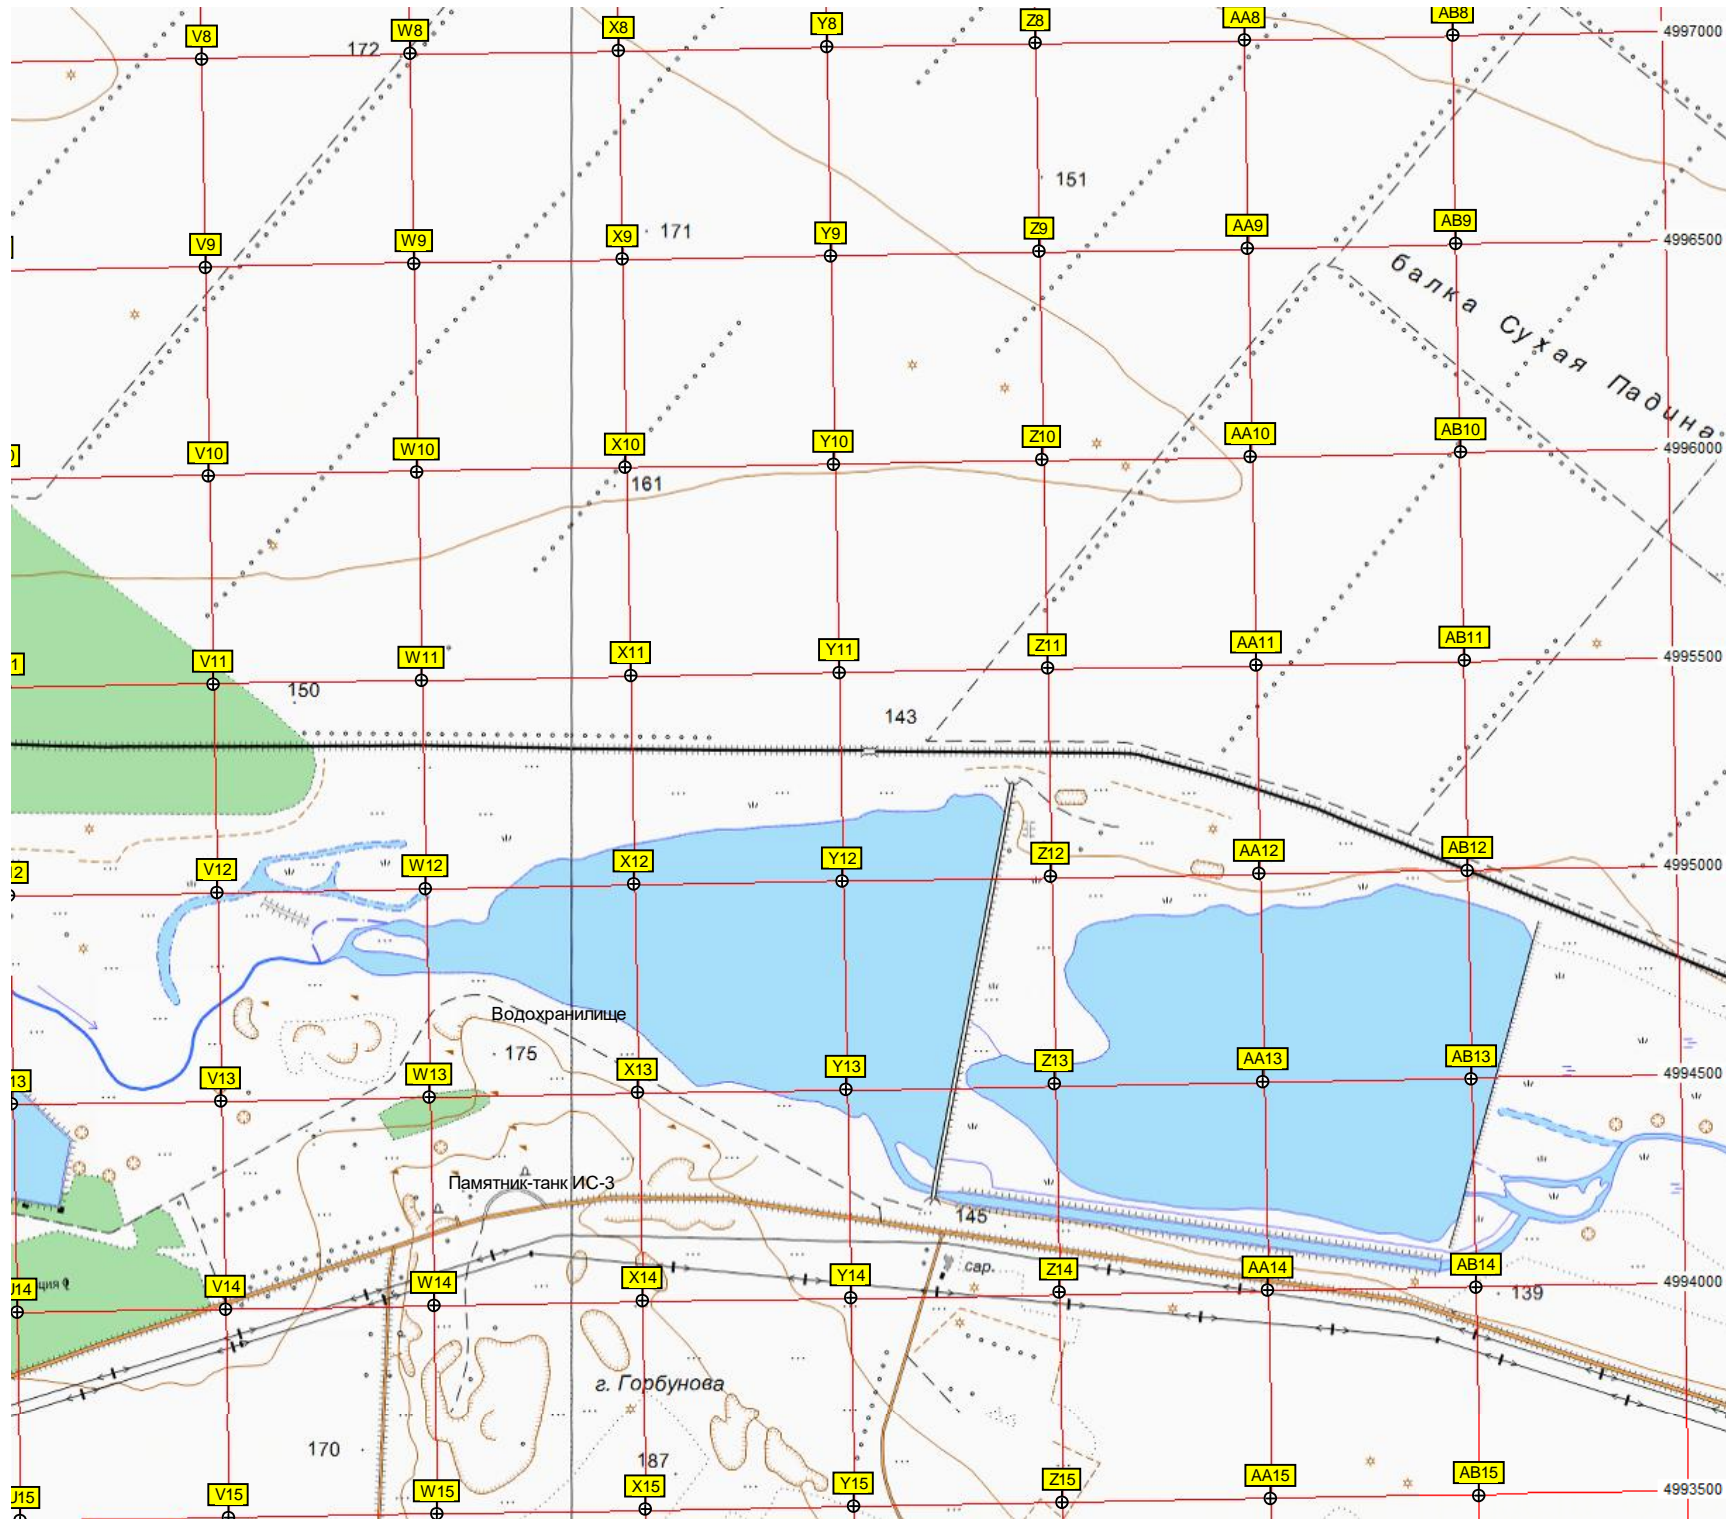 V8 W8 X8 Y8 Z8 AA8 AB8
172
4997000
151
V9 W9 X9 Y9 Z9 AA9 AB9
171
4996500
балка Сухая Падина
V10 W10 X10 Y10 Z10 AA10 AB10
4996000
161
V11 W11 X11 Y11 Z11 AA11 AB11
4995500
150
143
V12 W12 X12 Y12 Z12 AA12 AB12
4995000
Водохранилище
175
V13 W13 X13 Y13 Z13 AA13 AB13
4994500
Памятник-танк ИС-3
145
сар.
V14 W14 X14 Y14 Z14 AA14 AB14
4994000
139
г. Горбунова
170
187
V15 W15 X15 Y15 Z15 AA15 AB15
4993500